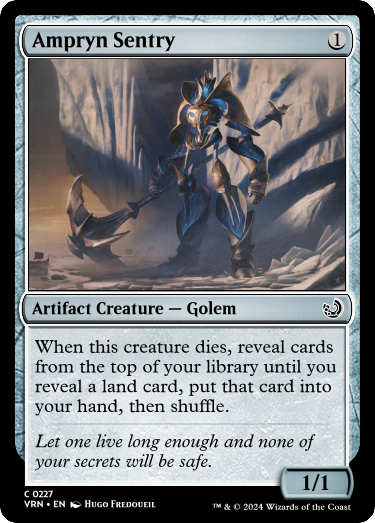 Ampryn Sentry 1
Artifact Creature — Golem
When this creature dies, reveal cards
from the top of your library until you
reveal a land card, put that card into
your hand, then shuffle.
Let one live long enough and none of
your secrets will be safe.
1/1
C 0227
VRN • EN Hugo Fredoueil
™ & © 2024 Wizards of the Coast